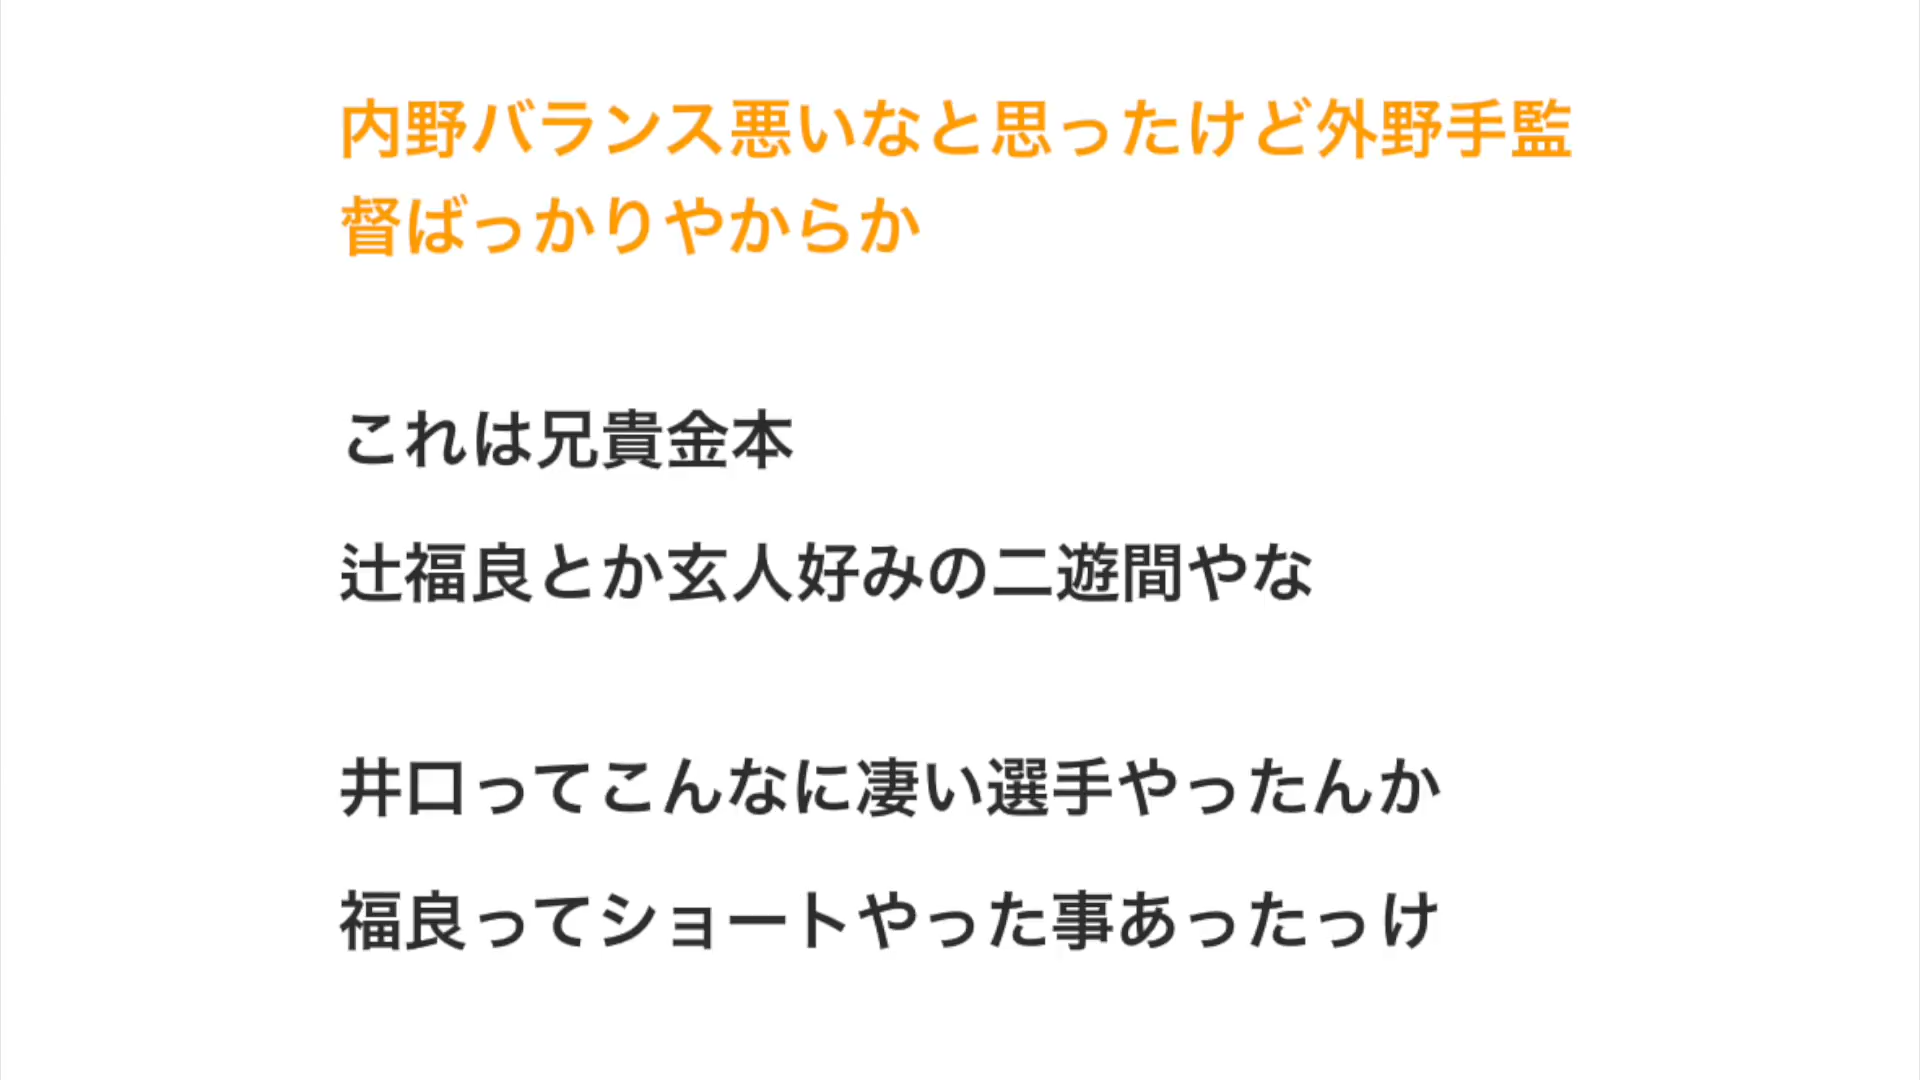 内野バランス悪いなと思ったけど外野手監
督ばっかりやからか
これは兄貴金本
辻福良とか玄人好みの二遊間やな
井口ってこんなに凄い選手やったんか
福良ってショートやった事あったっけ